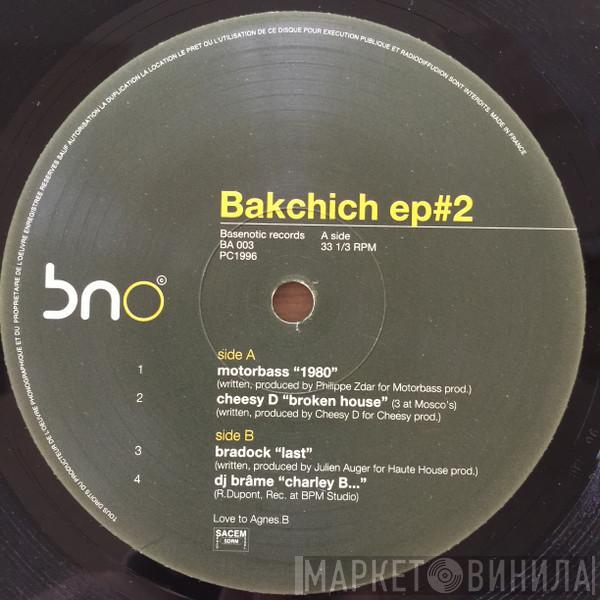 TOUS DROITS DU PRODUCTEUR DE L'OEUVRE PHONOGRAPHIQUE ET DU PROPRIETAIRE DE L'OEUVRE ENREGISTREE RESERVES SAUF AUTORISATION LA DUPLICATION LA LOCATION LE PRET OU L'UTILISATION DE CE DISQUE POUR EXECUTION PUBLIQUE ET RADIODIFFUSION SONT INTERDITS. MADE IN FRANCE
Bakchich ep#2
Basenotic records A side
BA 003 33 1/3 RPM
PC1996
bno©
side A
1 motorbass “1980”
(written, produced by Philippe Zdar for Motorbass prod.)
2 cheesy D “broken house” (3 at Mosco's)
(written, produced by Cheesy D for Cheesy prod.)
side B
3 bradock “last”
(written, produced by Julien Auger for Haute House prod.)
4 dj brâme “charley B...”
(R.Dupont, Rec. at BPM Studio)
Love to Agnes.B
SACEM
SDRM
МАРКЕТ ВИНИЛА